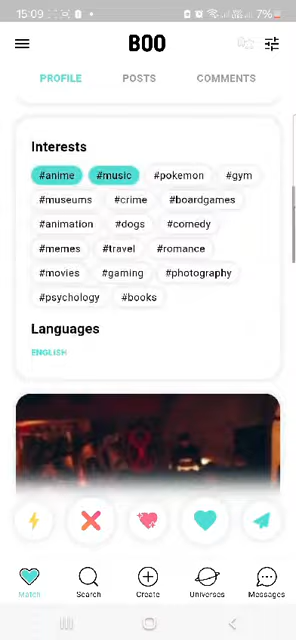 15:09
7%
BOO
PROFILE POSTS COMMENTS
Interests
#anime #music #pokemon #gym
#museums #crime #boardgames
#animation #dogs #comedy
#memes #travel #romance
#movies #gaming #photography
#psychology #books
Languages
ENGLISH
Match Search Create Universes Messages